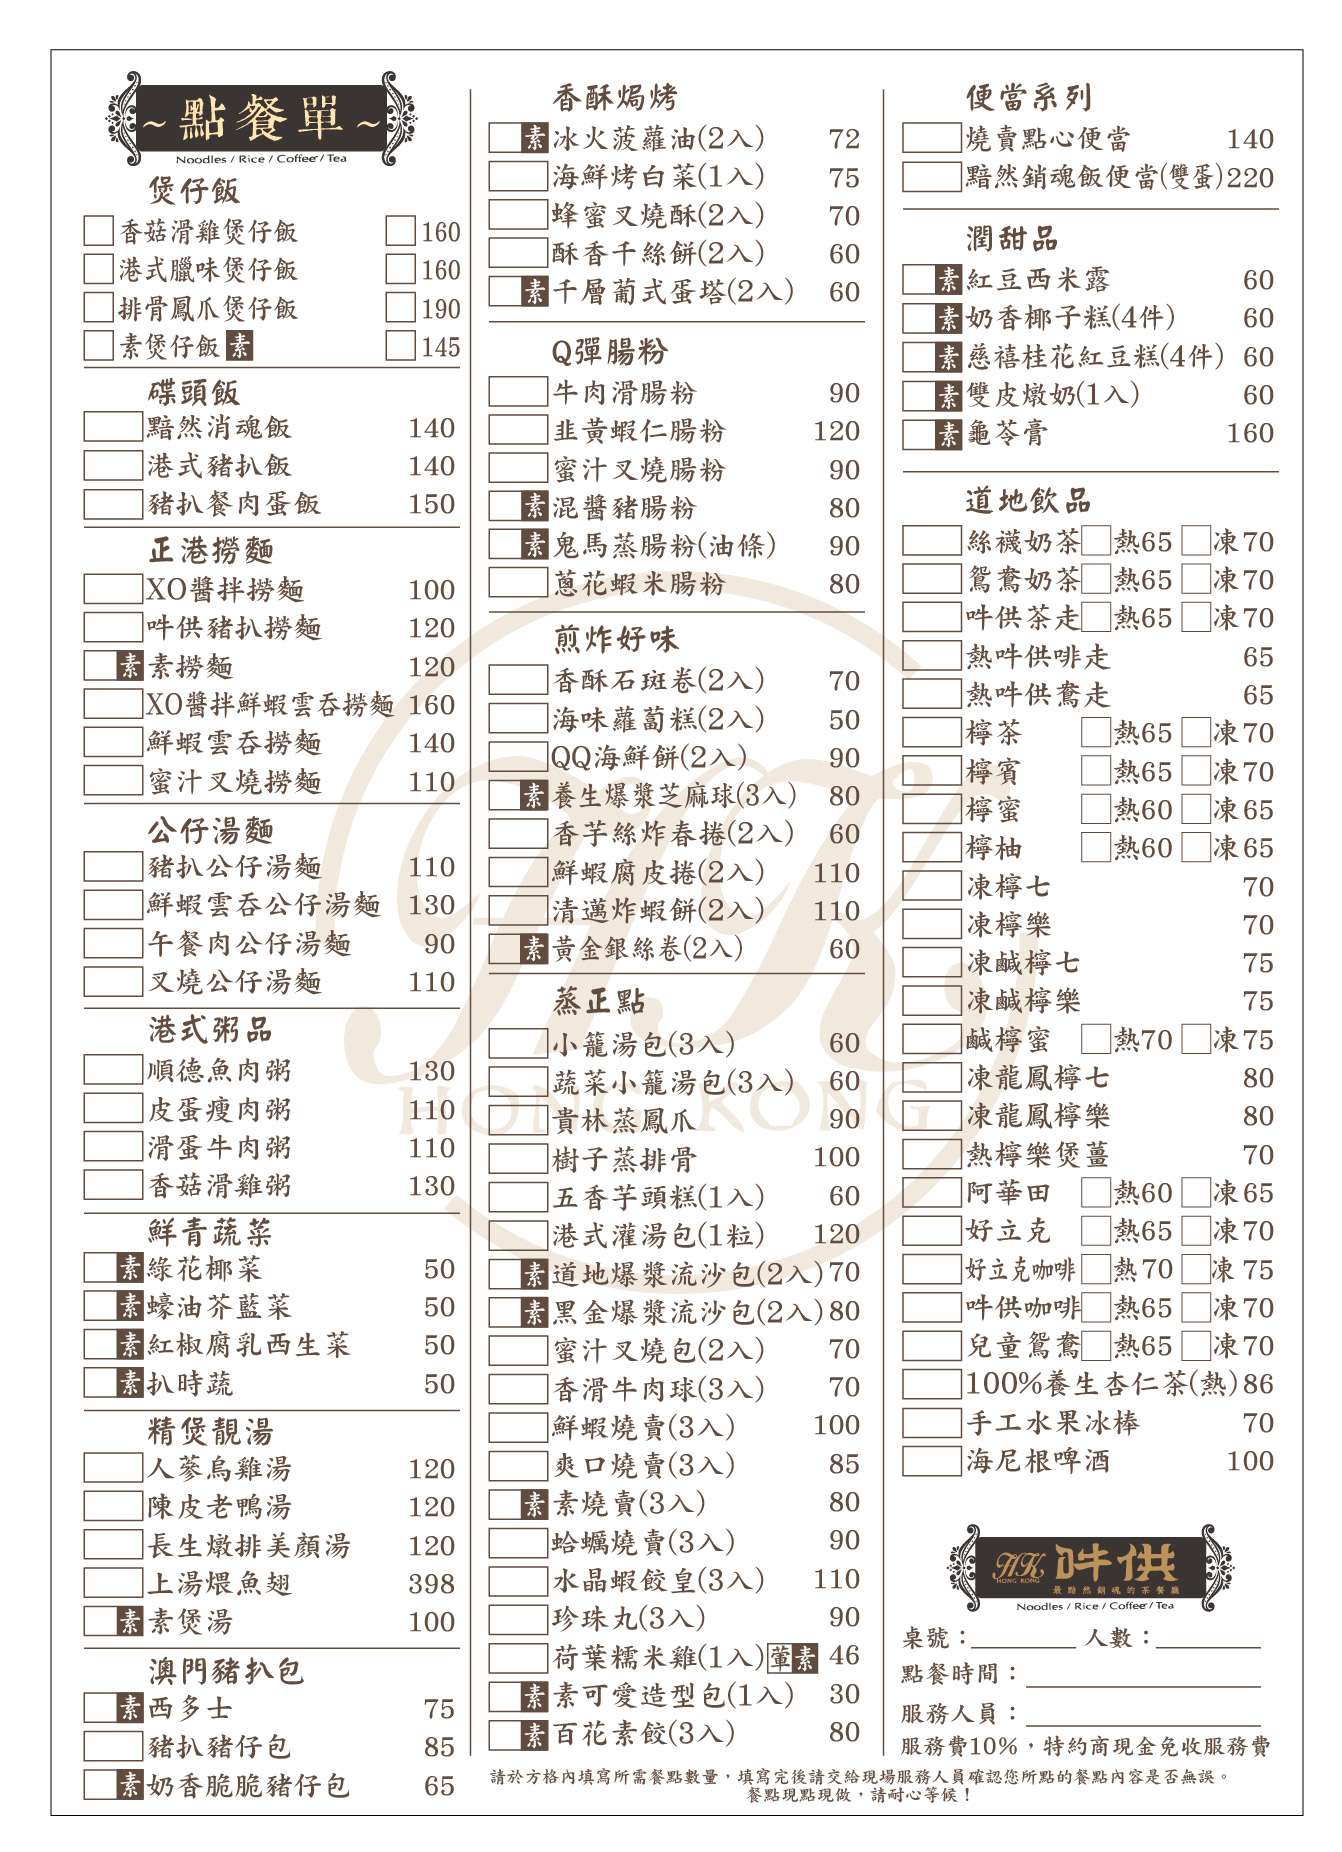 ~點餐單~
Noodles / Rice / Coffee / Tea
煲仔飯
香菇滑雞煲仔飯 160
港式臘味煲仔飯 160
排骨鳳爪煲仔飯 190
素煲仔飯 素 145
碟頭飯
黯然消魂飯 140
港式豬扒飯 140
豬扒餐肉蛋飯 150
正港撈麵
XO醬拌撈麵 100
吽供豬扒撈麵 120
素 素撈麵 120
XO醬拌鮮蝦雲吞撈麵 160
鮮蝦雲吞撈麵 140
蜜汁叉燒撈麵 110
公仔湯麵
豬扒公仔湯麵 110
鮮蝦雲吞公仔湯麵 130
午餐肉公仔湯麵 90
叉燒公仔湯麵 110
港式粥品
順德魚肉粥 130
皮蛋瘦肉粥 110
滑蛋牛肉粥 110
香菇滑雞粥 130
鮮青蔬菜
素 綠花椰菜 50
素 蠔油芥藍菜 50
素 紅椒腐乳西生菜 50
素 扒時蔬 50
精煲靚湯
人蔘烏雞湯 120
陳皮老鴨湯 120
長生燉排美顏湯 120
上湯煨魚翅 398
素 素煲湯 100
澳門豬扒包
素 西多士 75
豬扒豬仔包 85
素 奶香脆脆豬仔包 65
香酥焗烤
素 冰火菠蘿油(2入) 72
海鮮烤白菜(1入) 75
蜂蜜叉燒酥(2入) 70
酥香千絲餅(2入) 60
素 千層葡式蛋塔(2入) 60
Q彈腸粉
牛肉滑腸粉 90
韭黃蝦仁腸粉 120
蜜汁叉燒腸粉 90
素 混醬豬腸粉 80
素 鬼馬蒸腸粉(油條) 90
蔥花蝦米腸粉 80
煎炸好味
香酥石斑卷(2入) 70
海味蘿蔔糕(2入) 50
QQ海鮮餅(2入) 90
素 養生爆漿芝麻球(3入) 80
香芋絲炸春捲(2入) 60
鮮蝦腐皮捲(2入) 110
清邁炸蝦餅(2入) 110
素 黃金銀絲卷(2入) 60
蒸正點
小籠湯包(3入) 60
蔬菜小籠湯包(3入) 60
貴林蒸鳳爪 90
樹子蒸排骨 100
五香芋頭糕(1入) 60
港式灌湯包(1粒) 120
素 道地爆漿流沙包(2入) 70
素 黑金爆漿流沙包(2入) 80
蜜汁叉燒包(2入) 70
香滑牛肉球(3入) 70
鮮蝦燒賣(3入) 100
爽口燒賣(3入) 85
素 素燒賣(3入) 80
蛤蠣燒賣(3入) 90
水晶蝦餃皇(3入) 110
珍珠丸(3入) 90
荷葉糯米雞(1入) 葷 素 46
素 素可愛造型包(1入) 30
素 百花素餃(3入) 80
便當系列
燒賣點心便當 140
黯然銷魂飯便當(雙蛋) 220
潤甜品
素 紅豆西米露 60
素 奶香椰子糕(4件) 60
素 慈禧桂花紅豆糕(4件) 60
素 雙皮燉奶(1入) 60
素 龜苓膏 160
道地飲品
絲襪奶茶 熱65 凍70
鴛鴦奶茶 熱65 凍70
吽供茶走 熱65 凍70
熱吽供啡走 65
熱吽供鴦走 65
檸茶 熱65 凍70
檸賓 熱65 凍70
檸蜜 熱60 凍65
檸柚 熱60 凍65
凍檸七 70
凍檸樂 70
凍鹹檸七 75
凍鹹檸樂 75
鹹檸蜜 熱70 凍75
凍龍鳳檸七 80
凍龍鳳檸樂 80
熱檸樂煲薑 70
阿華田 熱60 凍65
好立克 熱65 凍70
好立克咖啡 熱70 凍75
吽供咖啡 熱65 凍70
兒童鴛鴦 熱65 凍70
100%養生杏仁茶(熱) 86
手工水果冰棒 70
海尼根啤酒 100
HK
HONG KONG
吽供
最黯然銷魂的茶餐廳
Noodles / Rice / Coffee / Tea
桌號： 人數：
點餐時間：
服務人員：
服務費10%，特約商現金免收服務費
請於方格內填寫所需餐點數量，填寫完後請交給現場服務人員確認您所點的餐點內容是否無誤。
餐點現點現做，請耐心等候！
HK
HONG KONG